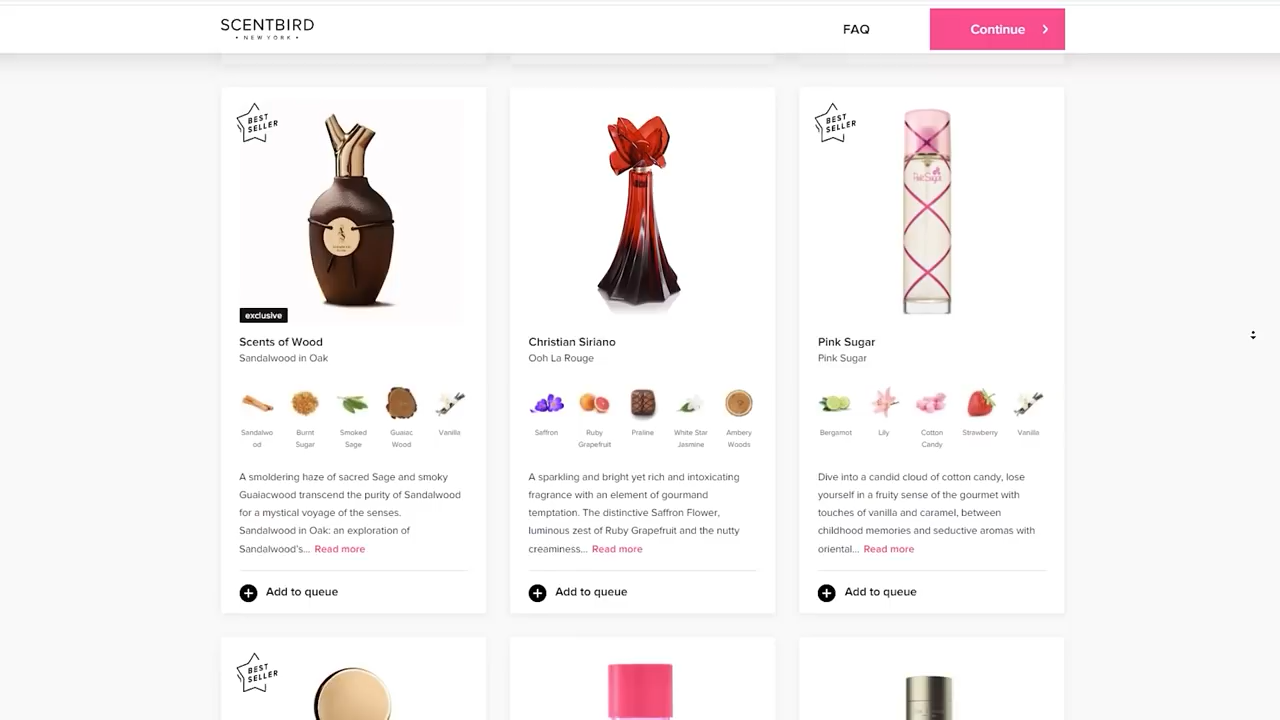 SCENTBIRD
• NEW YORK •
FAQ
Continue
BEST
SELLER
exclusive
Scents of Wood
Sandalwood in Oak
Sandalwo
od
Burnt
Sugar
Smoked
Sage
Guaiac
Wood
Vanilla
A smoldering haze of sacred Sage and smoky
Guaiacwood transcend the purity of Sandalwood
for a mystical voyage of the senses.
Sandalwood in Oak: an exploration of
Sandalwood's... Read more
Add to queue
Christian Siriano
Ooh La Rouge
Saffron
Ruby
Grapefruit
Praline
White Star
Jasmine
Ambery
Woods
A sparkling and bright yet rich and intoxicating
fragrance with an element of gourmand
temptation. The distinctive Saffron Flower,
luminous zest of Ruby Grapefruit and the nutty
creaminess... Read more
Add to queue
BEST
SELLER
Pink Sugar
Pink Sugar
Pink Sugar
Bergamot
Lily
Cotton
Candy
Strawberry
Vanilla
Dive into a candid cloud of cotton candy, lose
yourself in a fruity sense of the gourmet with
touches of vanilla and caramel, between
childhood memories and seductive aromas with
oriental... Read more
Add to queue
BEST
SELLER